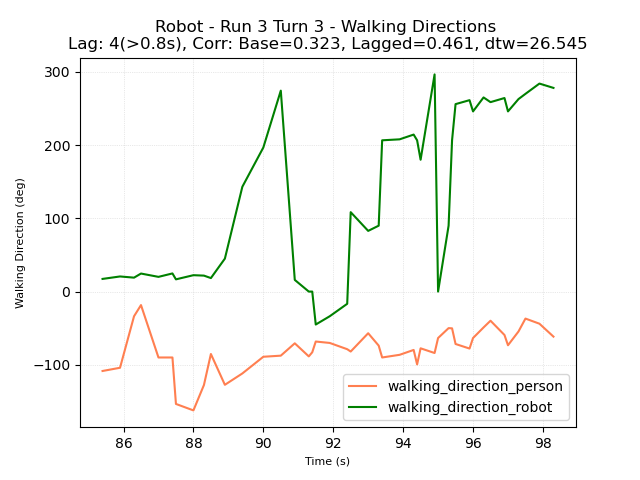 Robot - Run 3 Turn 3 - Walking Directions
Lag: 4(>0.8s), Corr: Base=0.323, Lagged=0.461, dtw=26.545
300
200
100
0
−100
Walking Direction (deg)
walking_direction_person
walking_direction_robot
86 88 90 92 94 96 98
Time (s)